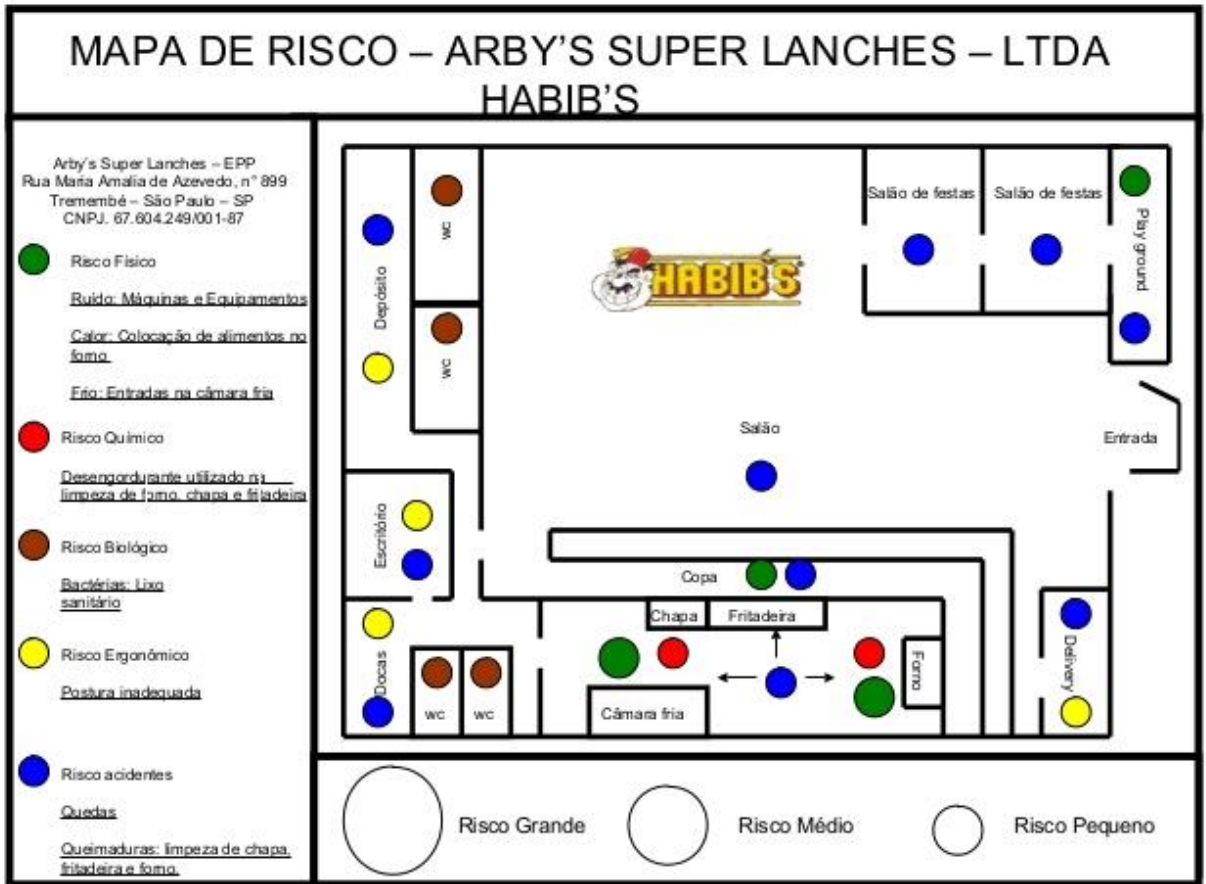 MAPA DE RISCO – ARBY'S SUPER LANCHES – LTDA
HABIB'S
Arby's Super Lanches – EPP
Rua Maria Amalia de Azevedo, n° 899
Tremembé – São Paulo – SP
CNPJ. 67.604.249/001-87
Risco Físico
Ruído: Máquinas e Equipamentos
Calor: Colocação de alimentos no
forno
Frio: Entradas na câmara fria
Risco Químico
Desengordurante utilizado na
limpeza de forno, chapa e fritadeira
Risco Biológico
Bactérias: Lixo
sanitário
Risco Ergonômico
Postura inadequada
Risco acidentes
Quedas
Queimaduras: limpeza de chapa,
fritadeira e forno.
Depósito
wc
wc
HABIB'S
Salão de festas
Salão de festas
Play ground
Salão
Entrada
Escritório
Copa
Chapa
Fritadeira
Docas
wc
wc
Câmara fria
Forno
Delivery
Risco Grande
Risco Médio
Risco Pequeno